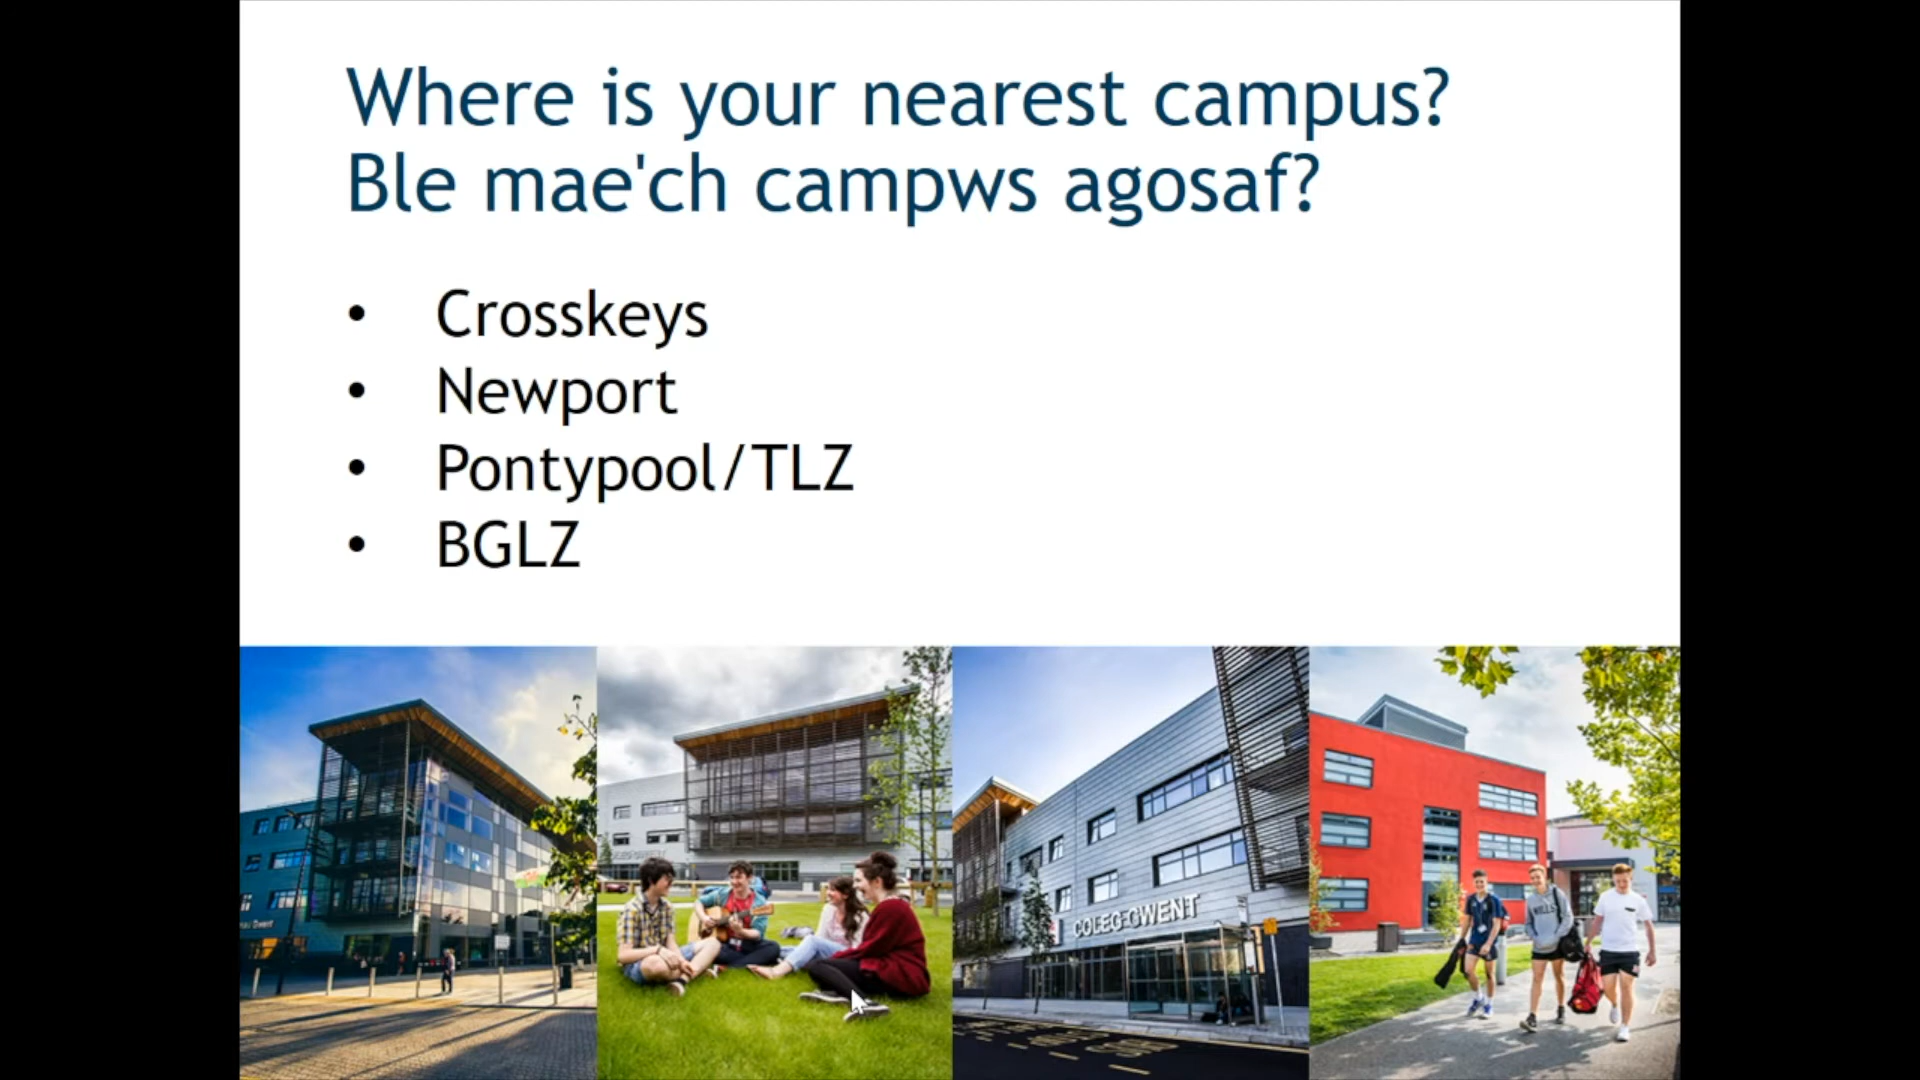 Where is your nearest campus?
Ble mae'ch campws agosaf?
• Crosskeys
• Newport
• Pontypool/TLZ
• BGLZ
COLEG GWENT